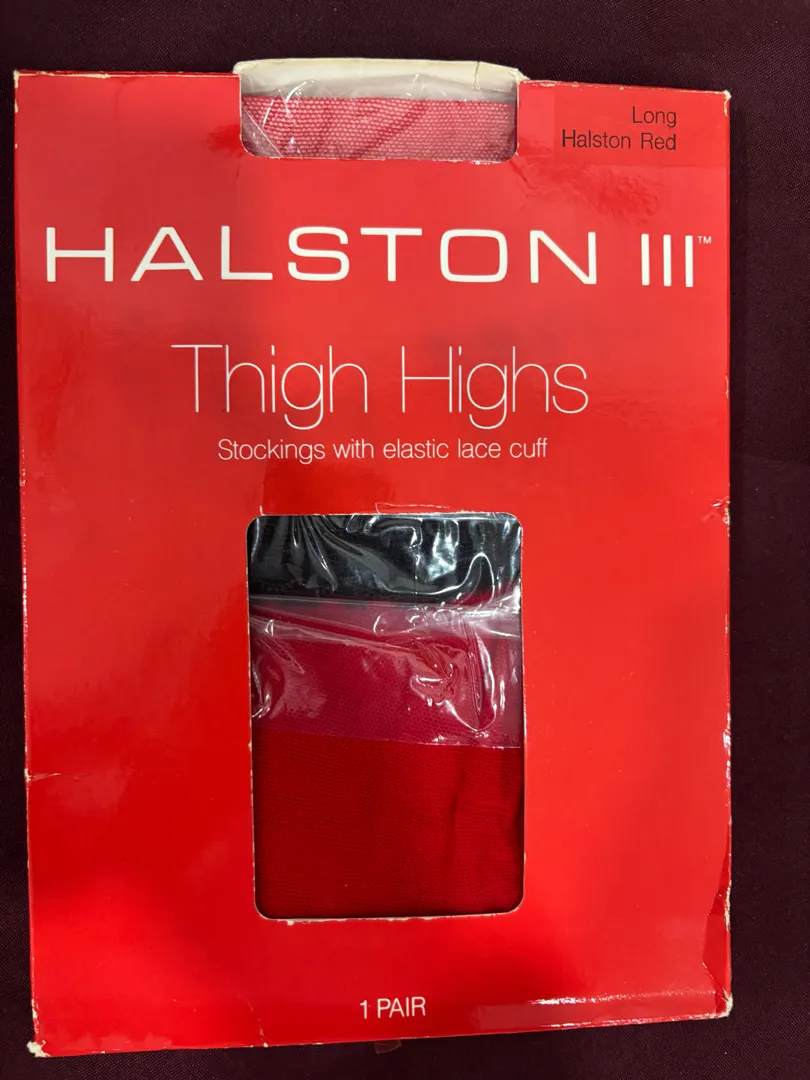 Long
Halston Red
HALSTON III™
Thigh Highs
Stockings with elastic lace cuff
1 PAIR